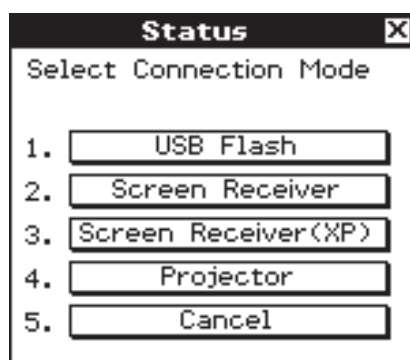 Status X
Select Connection Mode
1. USB Flash
2. Screen Receiver
3. Screen Receiver(XP)
4. Projector
5. Cancel